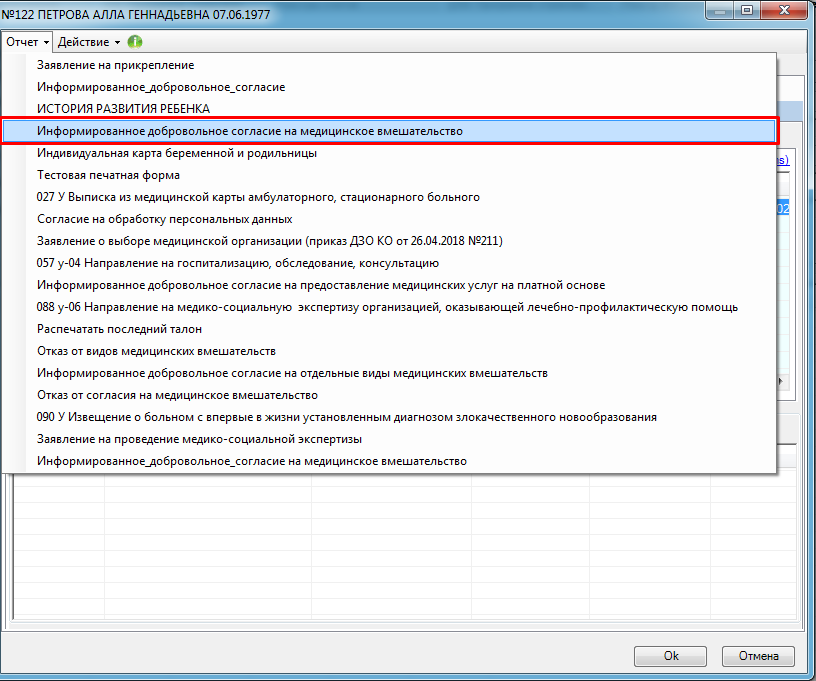 №122 ПЕТРОВА АЛЛА ГЕННАДЬЕВНА 07.06.1977
Отчет Действие
Заявление на прикрепление
Информированное_добровольное_согласие
ИСТОРИЯ РАЗВИТИЯ РЕБЕНКА
Информированное добровольное согласие на медицинское вмешательство
Индивидуальная карта беременной и родильницы
s)
Тестовая печатная форма
027 У Выписка из медицинской карты амбулаторного, стационарного больного
02
Согласие на обработку персональных данных
Заявление о выборе медицинской организации (приказ ДЗО КО от 26.04.2018 №211)
057 у-04 Направление на госпитализацию, обследование, консультацию
Информированное добровольное согласие на предоставление медицинских услуг на платной основе
088 у-06 Направление на медико-социальную  экспертизу организацией, оказывающей лечебно-профилактическую помощь
Распечатать последний талон
Отказ от видов медицинских вмешательств
Информированное добровольное согласие на отдельные виды медицинских вмешательств
Отказ от согласия на медицинское вмешательство
090 У Извещение о больном с впервые в жизни установленным диагнозом злокачественного новообразования
Заявление на проведение медико-социальной экспертизы
Информированное_добровольное_согласие на медицинское вмешательство
Ok Отмена